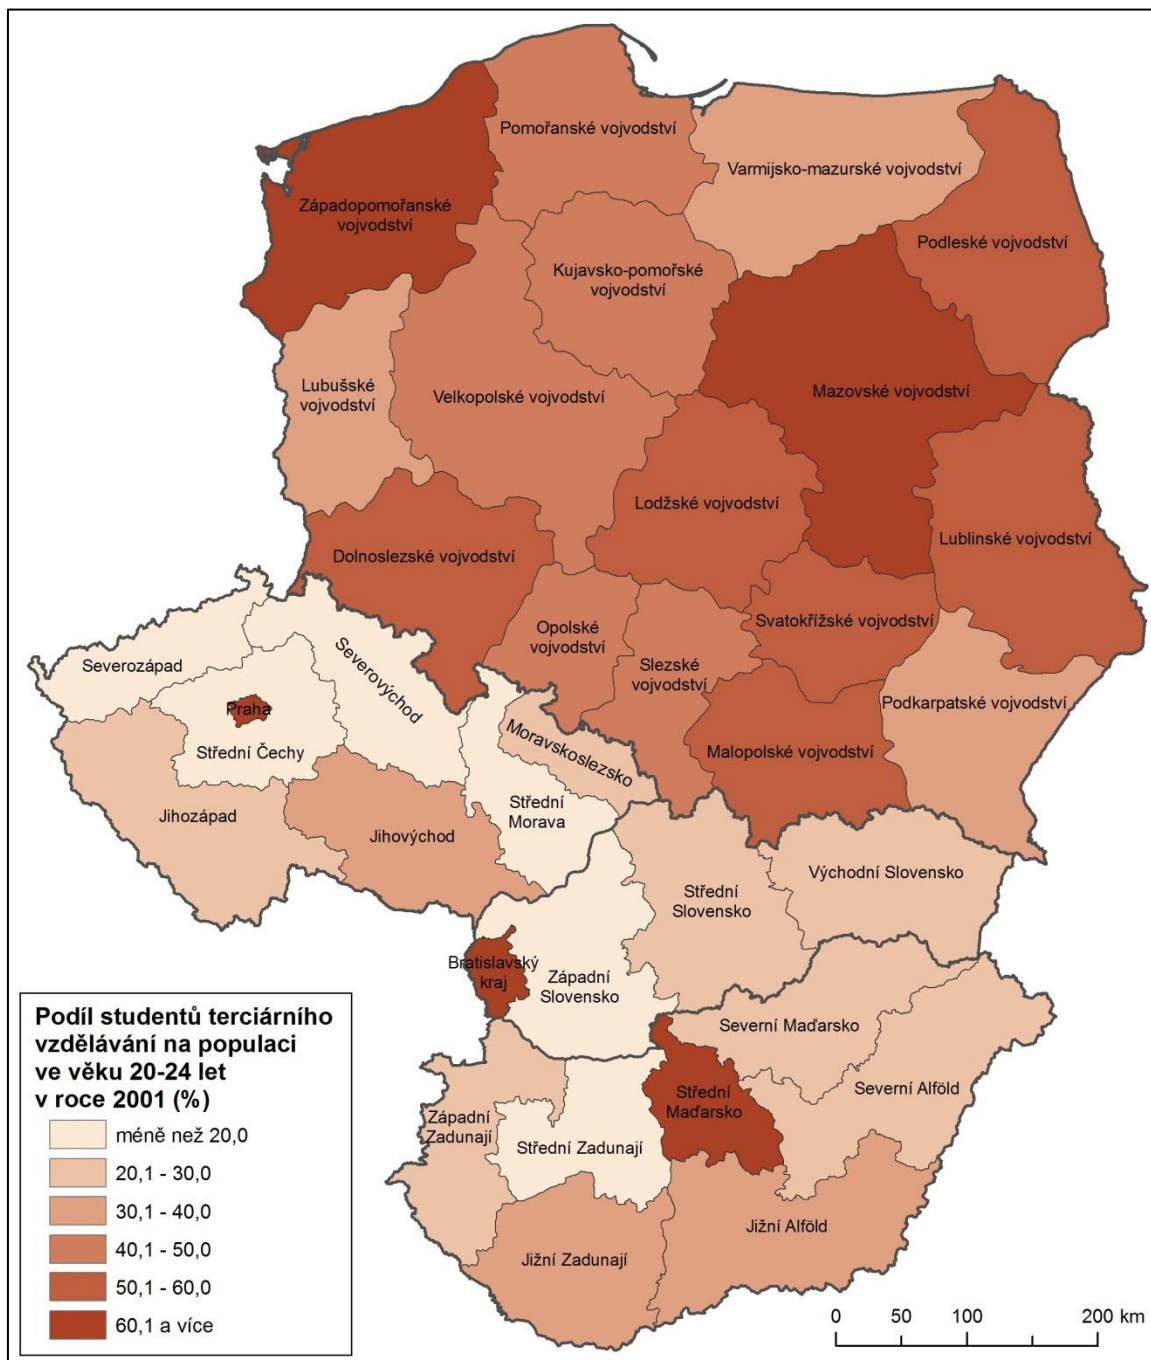 Pomořanské vojvodství
Varmijsko-mazurské vojvodství
Západopomořanské
vojvodství
Podleské vojvodství
Kujavsko-pomořské
vojvodství
Lubušské
vojvodství
Velkopolské vojvodství
Mazovské vojvodství
Lodžské vojvodství
Lublinské vojvodství
Dolnoslezské vojvodství
Svatokřížské vojvodství
Opolské
vojvodství
Slezské
vojvodství
Podkarpatské vojvodství
Malopolské vojvodství
Severozápad
Severovýchod
Praha
Střední Čechy
Moravskoslezsko
Střední
Morava
Jihozápad
Jihovýchod
Východní Slovensko
Střední
Slovensko
Bratislavský
kraj
Západní
Slovensko
Severní Maďarsko
Severní Alföld
Střední
Maďarsko
Západní
Zadunají
Střední Zadunají
Jižní Alföld
Jižní Zadunají
Podíl studentů terciárního
vzdělávání na populaci
ve věku 20-24 let
v roce 2001 (%)
méně než 20,0
20,1 - 30,0
30,1 - 40,0
40,1 - 50,0
50,1 - 60,0
60,1 a více
0 50 100 200 km